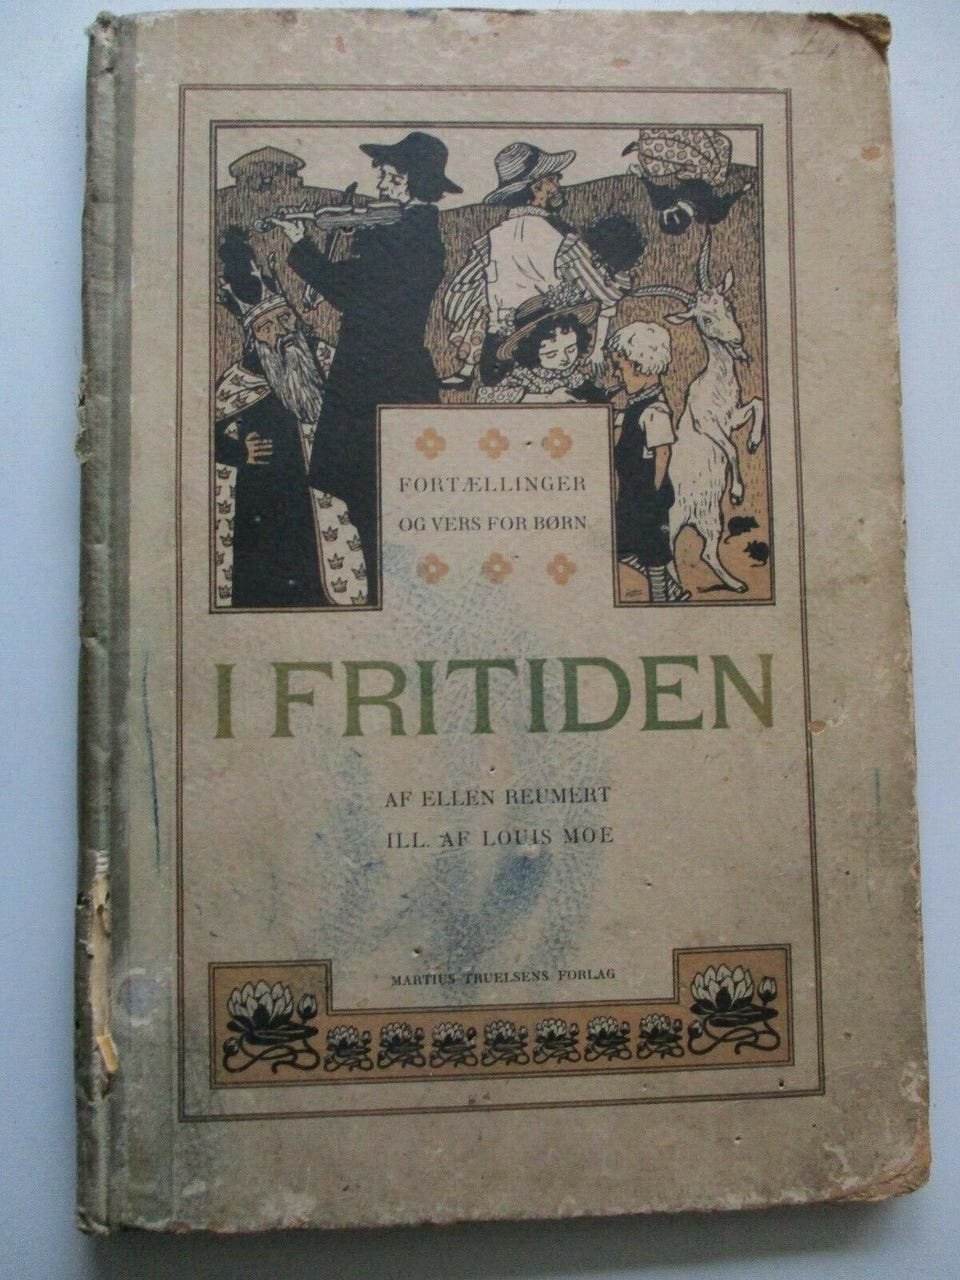 FORTÆLLINGER
OG VERS FOR BØRN
I FRITIDEN
AF ELLEN REUMERT
ILL. AF LOUIS MOE
MARTIUS TRUELSENS FORLAG